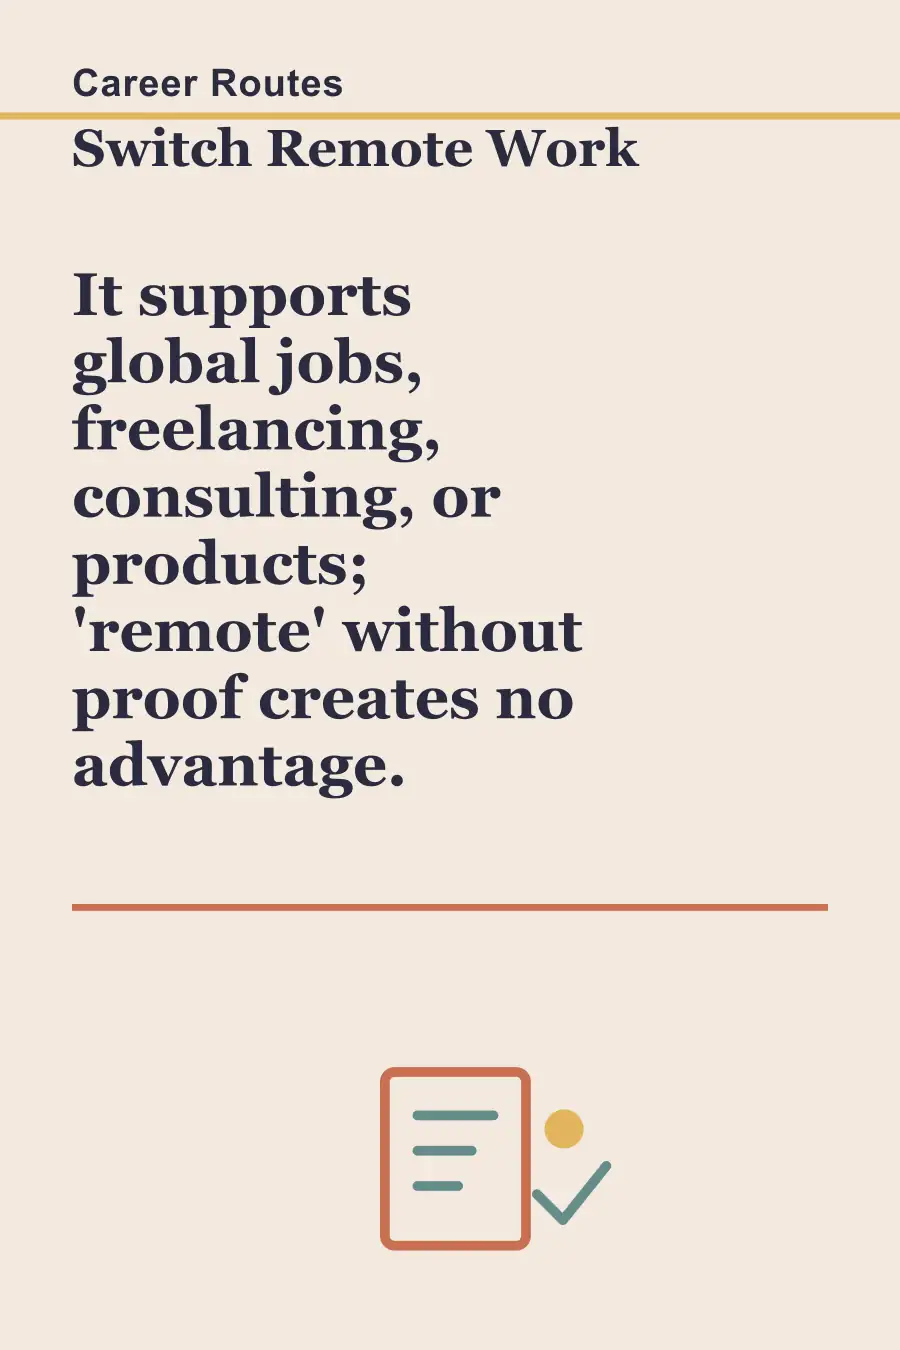 Career Routes
Switch Remote Work
It supports
global jobs,
freelancing,
consulting, or
products;
'remote' without
proof creates no
advantage.